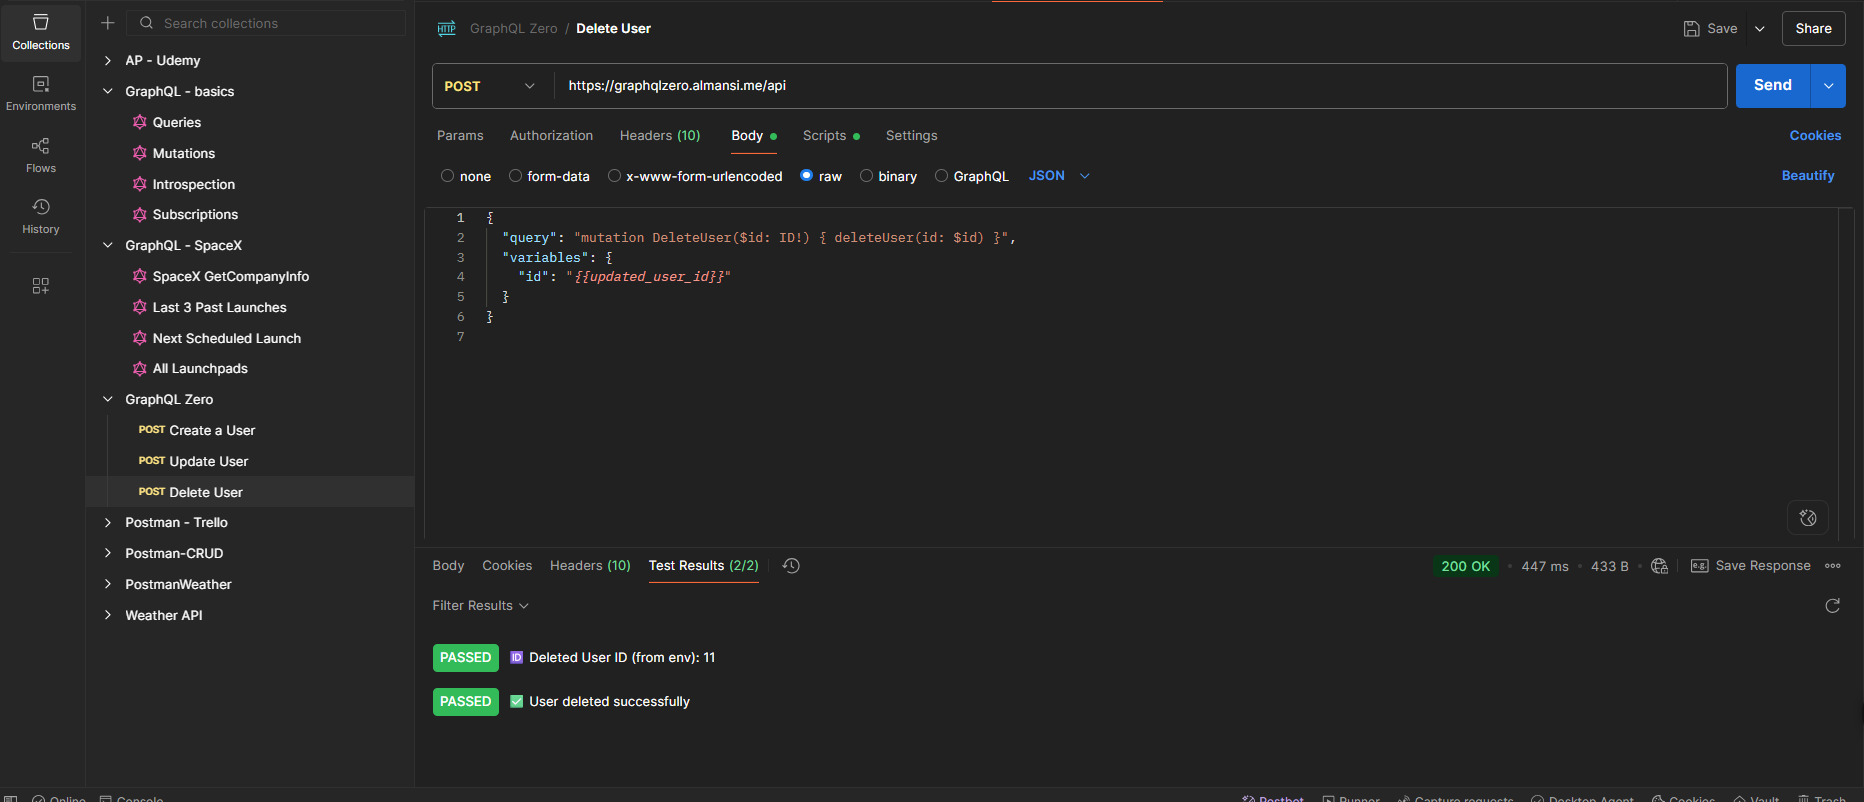 Collections
Environments
Flows
History
Search collections
AP - Udemy
GraphQL - basics
Queries
Mutations
Introspection
Subscriptions
GraphQL - SpaceX
SpaceX GetCompanyInfo
Last 3 Past Launches
Next Scheduled Launch
All Launchpads
GraphQL Zero
POST Create a User
POST Update User
POST Delete User
Postman - Trello
Postman-CRUD
PostmanWeather
Weather API
HTTP GraphQL Zero / Delete User
Save
Share
POST https://graphqlzero.almansi.me/api
Send
Params Authorization Headers (10) Body Scripts Settings
Cookies
none form-data x-www-form-urlencoded raw binary GraphQL JSON
Beautify
1 {
2 "query": "mutation DeleteUser($id: ID!) { deleteUser(id: $id) }",
3 "variables": {
4 "id": "{{updated_user_id}}"
5 }
6 }
7
Body Cookies Headers (10) Test Results (2/2)
200 OK • 447 ms • 433 B • e.g. Save Response
Filter Results
PASSED 🆔 Deleted User ID (from env): 11
PASSED ✅ User deleted successfully
Online Console
Postbot Runner Capture requests Desktop Agent Cookies Vault Trash